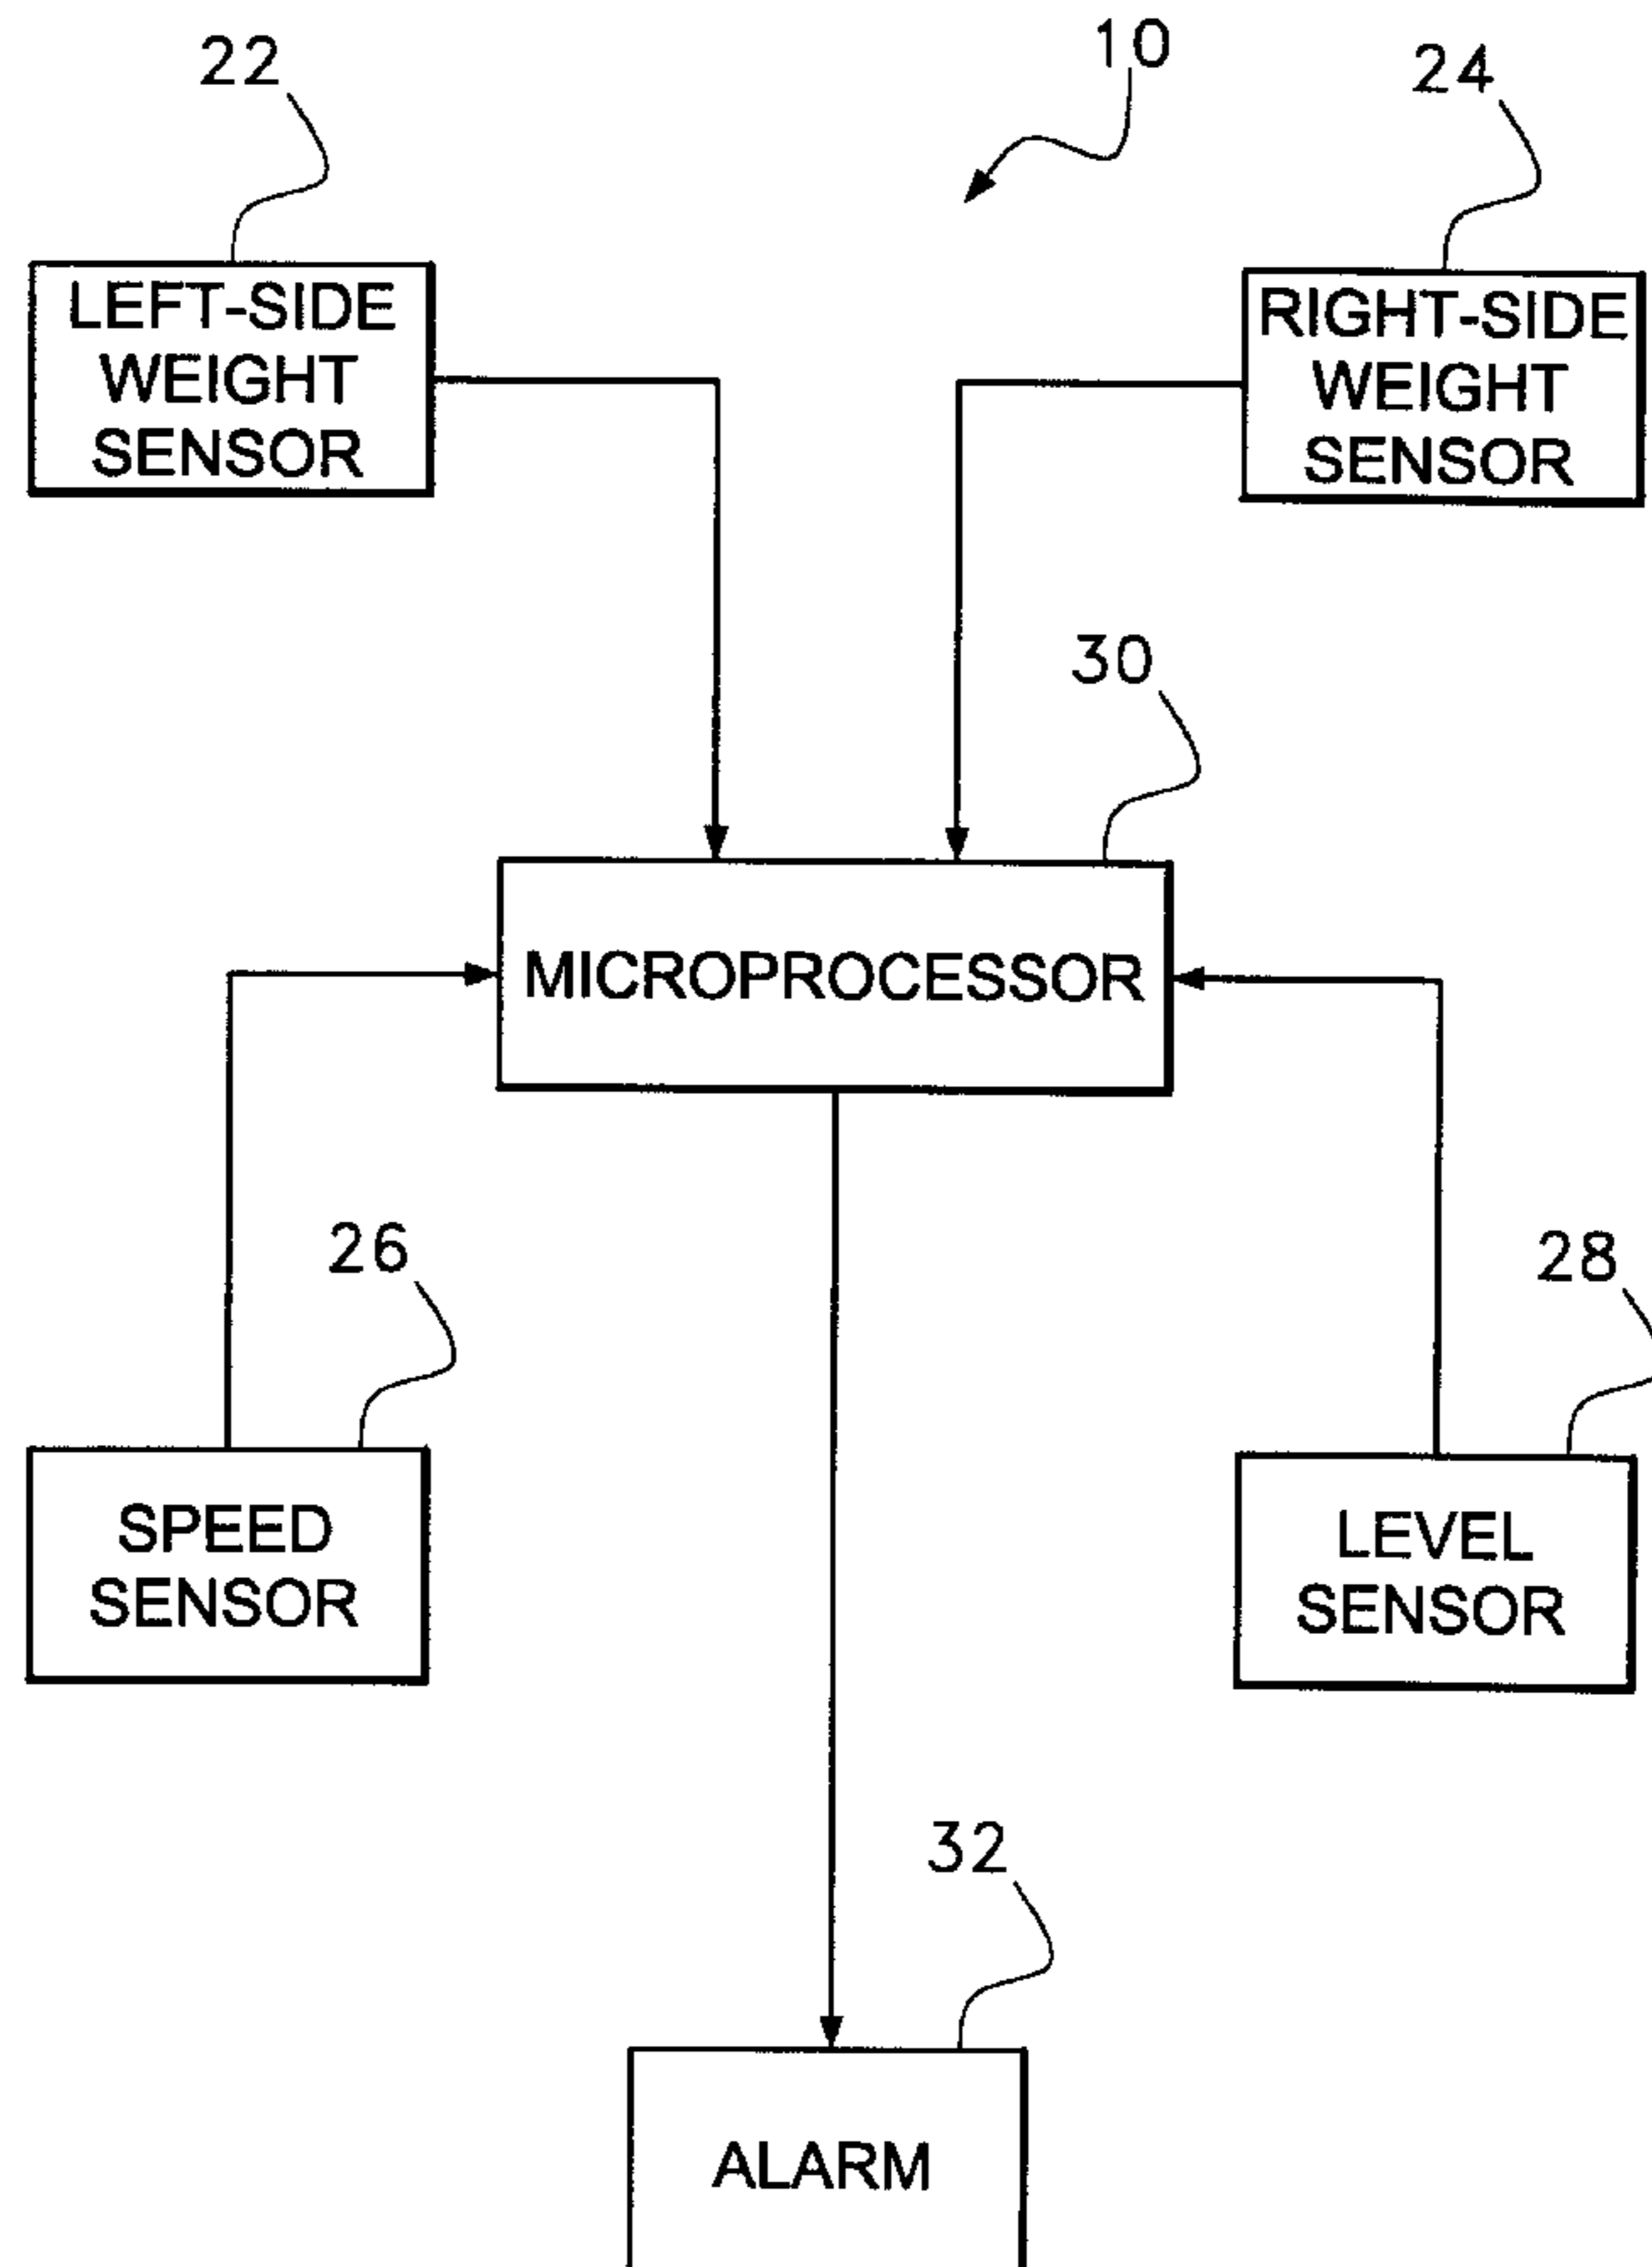 10
22
24
LEFT-SIDE
WEIGHT
SENSOR
RIGHT-SIDE
WEIGHT
SENSOR
30
MICROPROCESSOR
26
28
SPEED
SENSOR
LEVEL
SENSOR
32
ALARM